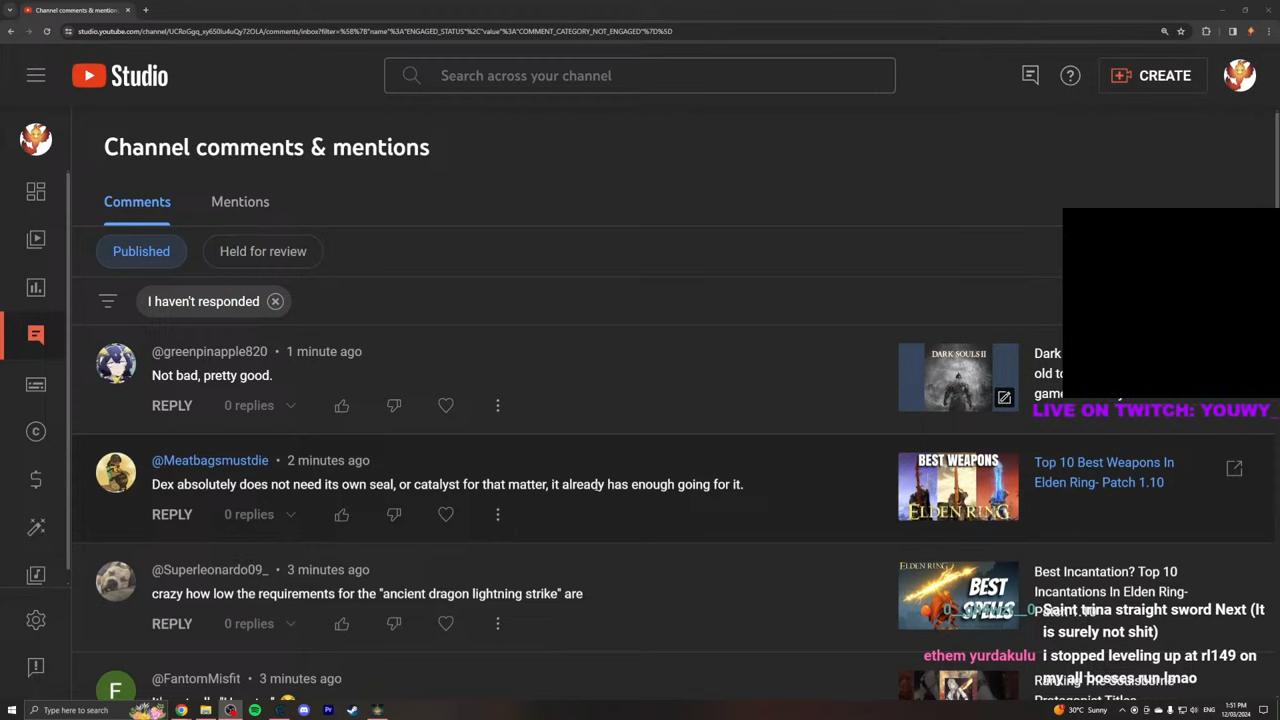 Channel comments & mention
studio.youtube.com/channel/UCRoGgq_xy650lu4uQy72OLA/comments/inbox?filter=%5B%7B"name"%3A"ENGAGED_STATUS"%2C"value"%3A"COMMENT_CATEGORY_NOT_ENGAGED"%7D%5D
Studio
Search across your channel
CREATE
Channel comments & mentions
Comments
Mentions
Published
Held for review
I haven't responded
@greenpinapple820 • 1 minute ago
Not bad, pretty good.
REPLY
0 replies
DARK SOULS II
Dark
old to
game
LIVE ON TWITCH: YOUWY_
@Meatbagsmustdie • 2 minutes ago
Dex absolutely does not need its own seal, or catalyst for that matter, it already has enough going for it.
REPLY
0 replies
BEST WEAPONS
ELDEN RING
Top 10 Best Weapons In
Elden Ring- Patch 1.10
@Superleonardo09_ • 3 minutes ago
crazy how low the requirements for the "ancient dragon lightning strike" are
REPLY
0 replies
ELDEN RING
BEST
SPELLS
Best Incantation? Top 10
Incantations In Elden Ring-
Saint trina straight sword Next (It
is surely not shit)
ethem yurdakulu i stopped leveling up at rl149 on
@FantomMisfit • 3 minutes ago
F
Type here to search
30°C Sunny
ENG
1:51 PM
12/03/2024